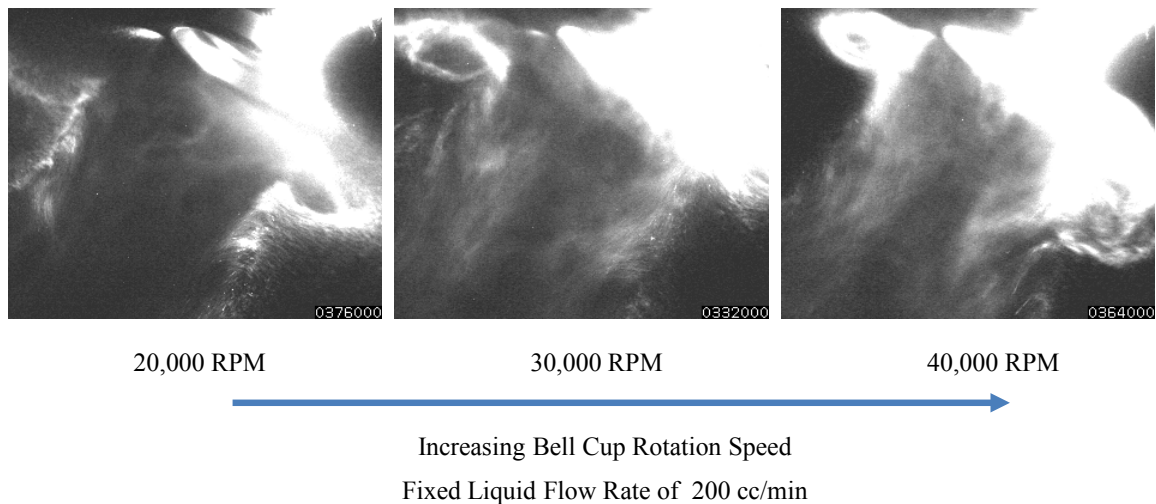 0376000
0332000
0364000
20,000 RPM
30,000 RPM
40,000 RPM
Increasing Bell Cup Rotation Speed
Fixed Liquid Flow Rate of 200 cc/min